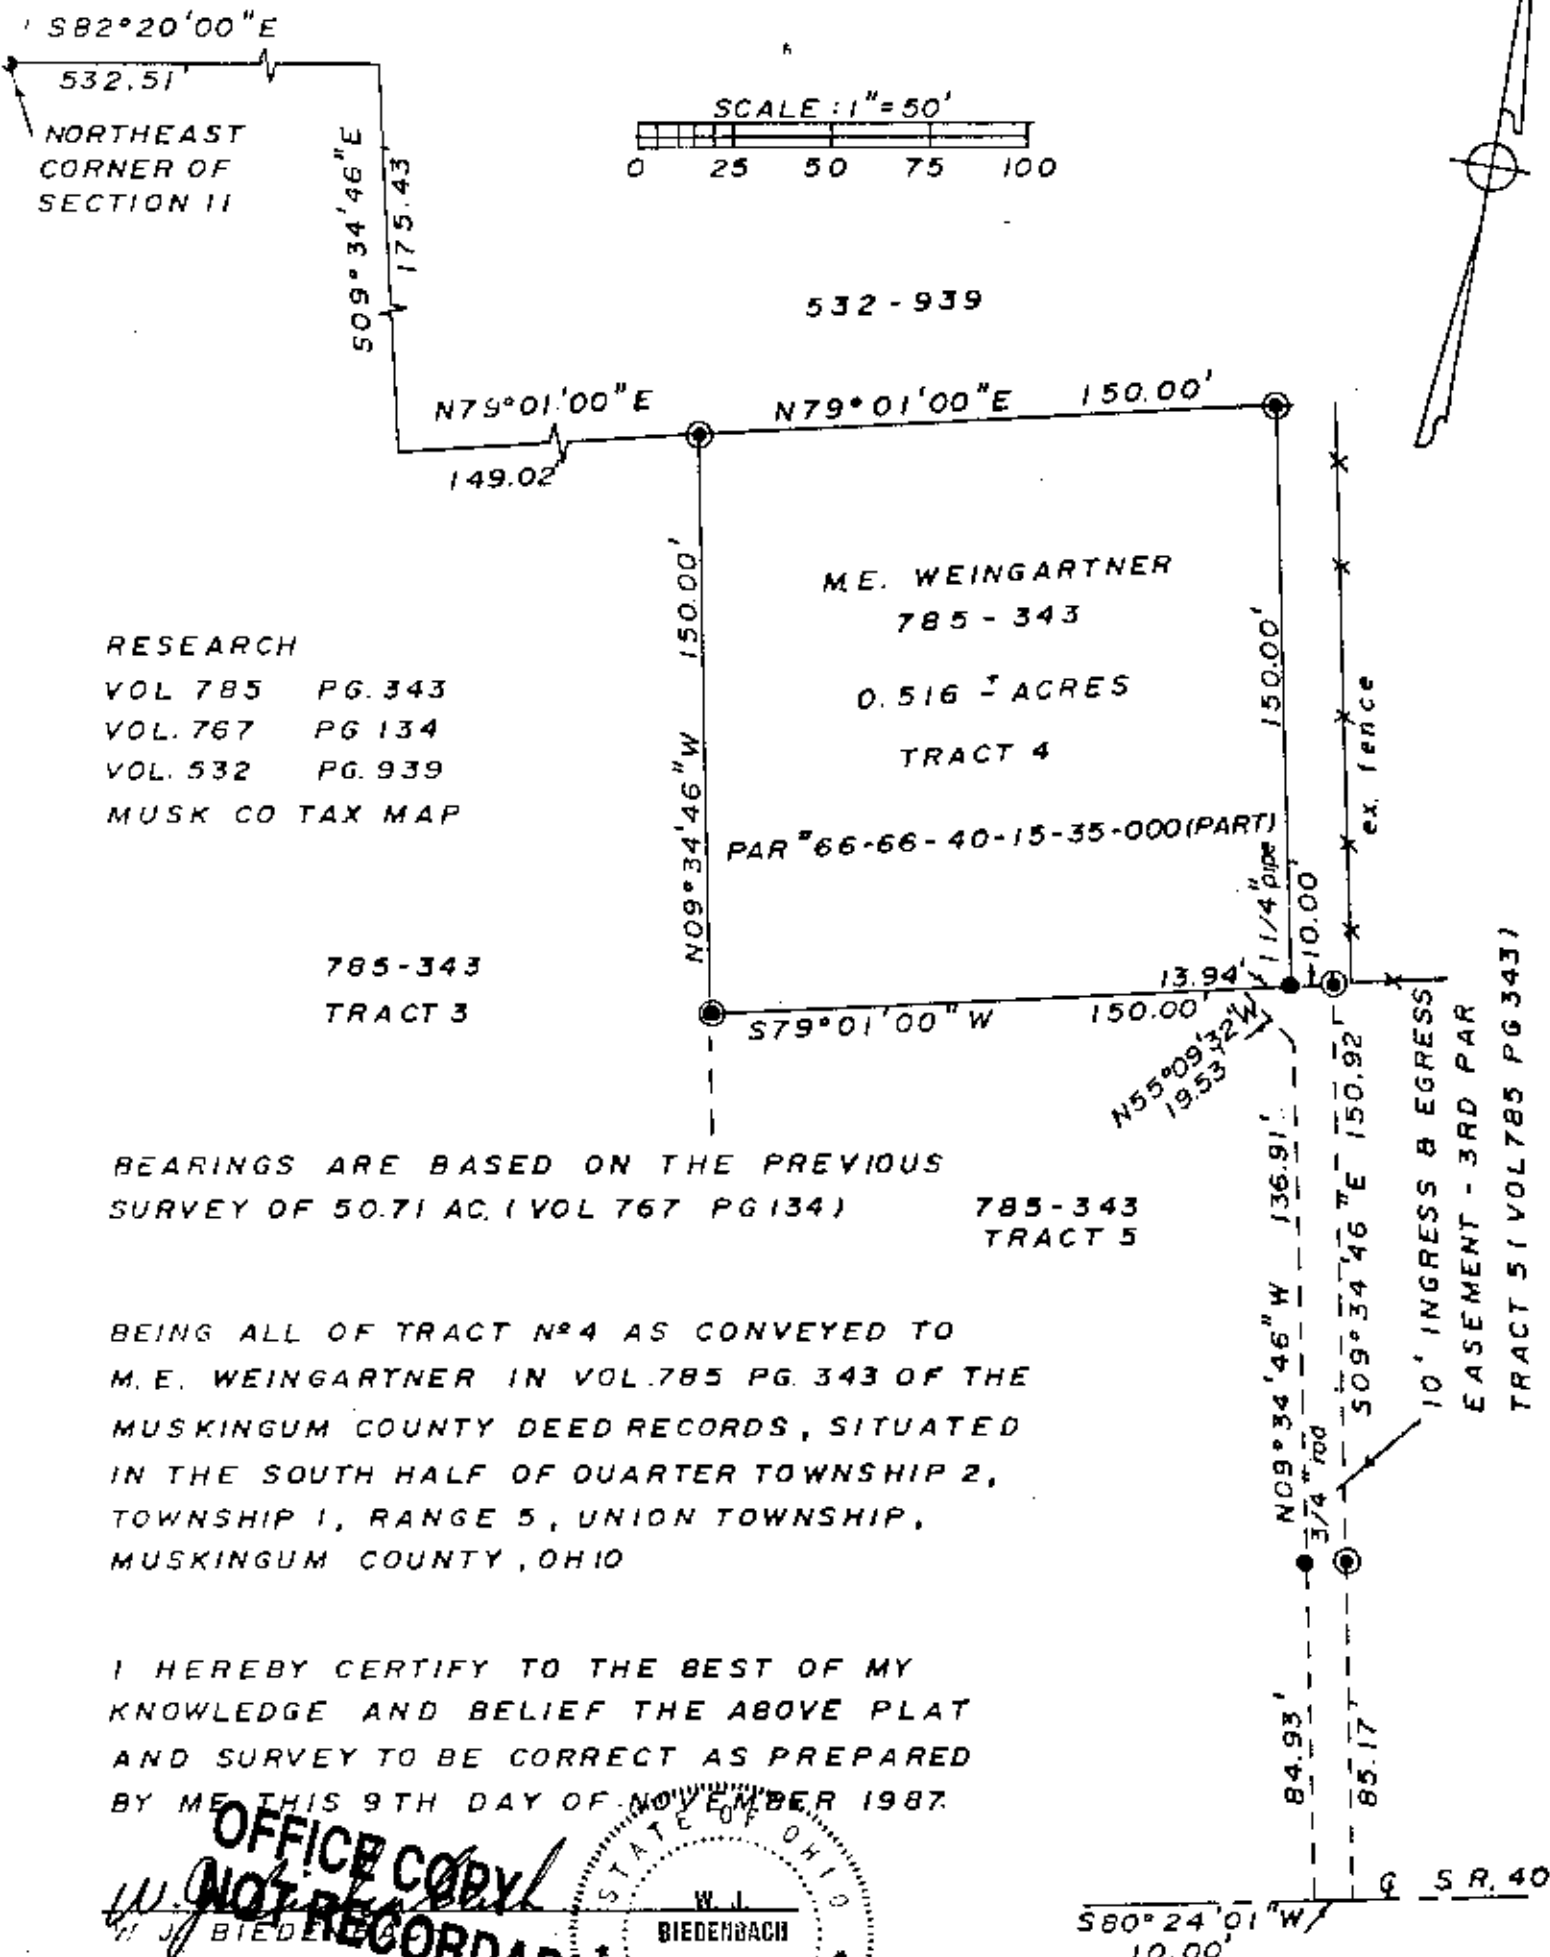 S82°20'00"E
532.51'
NORTHEAST
CORNER OF
SECTION 11
S09°34'46"E
175.43
SCALE : 1"=50'
0 25 50 75 100
532-939
N79°01'00"E
149.02
N79°01'00"E 150.00'
M.E. WEINGARTNER
785-343
0.516 ± ACRES
TRACT 4
PAR #66-66-40-15-35-000(PART)
N09°34'46"W 150.00'
150.00'
1 1/4" pipe
10.00'
ex. fence
RESEARCH
VOL 785 PG. 343
VOL. 767 PG 134
VOL. 532 PG. 939
MUSK CO TAX MAP
785-343
TRACT 3
13.94'
S79°01'00"W 150.00'
N55°09'32"W
19.53
N09°34'46"W 136.91'
S09°34'46"E 150.92'
3/4" rod
10' INGRESS & EGRESS
EASEMENT - 3RD PAR
TRACT 5 (VOL 785 PG 343)
BEARINGS ARE BASED ON THE PREVIOUS
SURVEY OF 50.71 AC. (VOL 767 PG 134)
785-343
TRACT 5
BEING ALL OF TRACT Nº 4 AS CONVEYED TO
M.E. WEINGARTNER IN VOL. 785 PG. 343 OF THE
MUSKINGUM COUNTY DEED RECORDS, SITUATED
IN THE SOUTH HALF OF QUARTER TOWNSHIP 2,
TOWNSHIP 1, RANGE 5, UNION TOWNSHIP,
MUSKINGUM COUNTY, OHIO
I HEREBY CERTIFY TO THE BEST OF MY
KNOWLEDGE AND BELIEF THE ABOVE PLAT
AND SURVEY TO BE CORRECT AS PREPARED
BY ME THIS 9TH DAY OF NOVEMBER 1987.
84.93'
85.17
OFFICE COPY
NOT
W. J.
STATE OF OHIO
W. J.
BIEDENBACH
S.R. 40
S80°24'01"W
10.00'